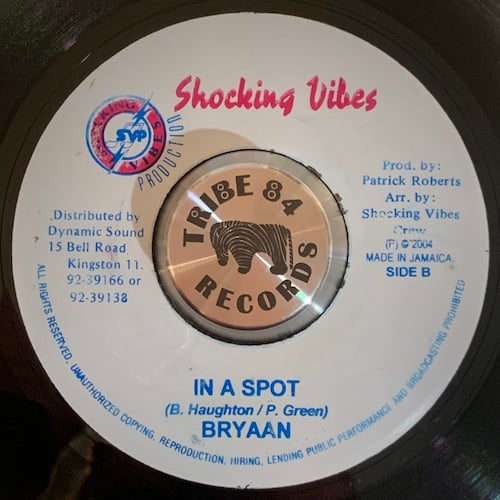 Shocking Vibes
SHOCKING VIBES
SVP
PRODUCTION
Prod. by:
Patrick Roberts
Arr. by:
Shocking Vibes
Crew
(P) © 2004
MADE IN JAMAICA
SIDE B
Distributed by
Dynamic Sound
15 Bell Road
Kingston 11.
92-39166 or
92-39138
TRIBE 84
RECORDS
IN A SPOT
(B. Haughton / P. Green)
BRYAAN
ALL RIGHTS RESERVED, UNAUTHORIZED COPYING, REPRODUCTION, HIRING, LENDING PUBLIC PERFORMANCE AND BROADCASTING PROHIBITED